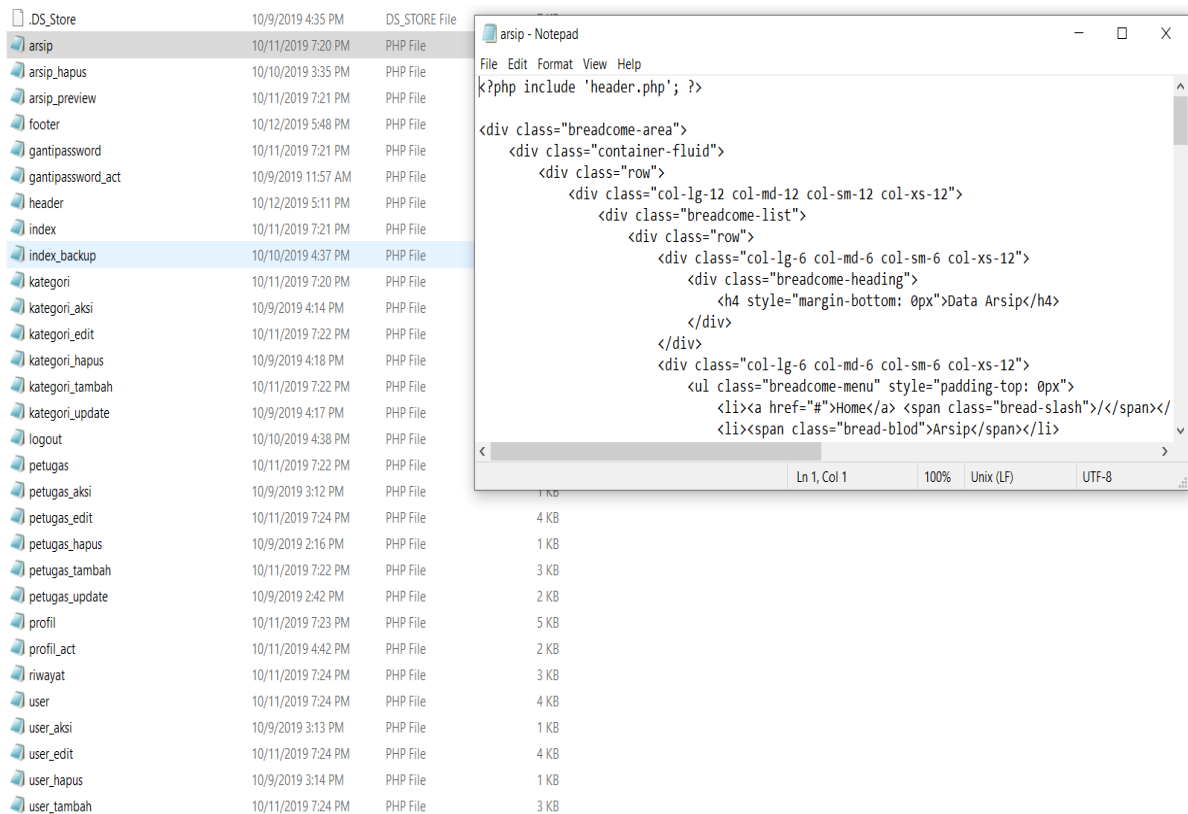 .DS_Store 10/9/2019 4:35 PM DS_STORE File
arsip 10/11/2019 7:20 PM PHP File
arsip_hapus 10/10/2019 3:35 PM PHP File
arsip_preview 10/11/2019 7:21 PM PHP File
footer 10/12/2019 5:48 PM PHP File
gantipassword 10/11/2019 7:21 PM PHP File
gantipassword_act 10/9/2019 11:57 AM PHP File
header 10/12/2019 5:11 PM PHP File
index 10/11/2019 7:21 PM PHP File
index_backup 10/10/2019 4:37 PM PHP File
kategori 10/11/2019 7:20 PM PHP File
kategori_aksi 10/9/2019 4:14 PM PHP File
kategori_edit 10/11/2019 7:22 PM PHP File
kategori_hapus 10/9/2019 4:18 PM PHP File
kategori_tambah 10/11/2019 7:22 PM PHP File
kategori_update 10/9/2019 4:17 PM PHP File
logout 10/10/2019 4:38 PM PHP File
petugas 10/11/2019 7:22 PM PHP File
petugas_aksi 10/9/2019 3:12 PM PHP File 1 KB
petugas_edit 10/11/2019 7:24 PM PHP File 4 KB
petugas_hapus 10/9/2019 2:16 PM PHP File 1 KB
petugas_tambah 10/11/2019 7:22 PM PHP File 3 KB
petugas_update 10/9/2019 2:42 PM PHP File 2 KB
profil 10/11/2019 7:23 PM PHP File 5 KB
profil_act 10/11/2019 4:42 PM PHP File 2 KB
riwayat 10/11/2019 7:24 PM PHP File 3 KB
user 10/11/2019 7:24 PM PHP File 4 KB
user_aksi 10/9/2019 3:13 PM PHP File 1 KB
user_edit 10/11/2019 7:24 PM PHP File 4 KB
user_hapus 10/9/2019 3:14 PM PHP File 1 KB
user_tambah 10/11/2019 7:24 PM PHP File 3 KB
arsip - Notepad
File Edit Format View Help
<?php include 'header.php'; ?>
<div class="breadcome-area">
<div class="container-fluid">
<div class="row">
<div class="col-lg-12 col-md-12 col-sm-12 col-xs-12">
<div class="breadcome-list">
<div class="row">
<div class="col-lg-6 col-md-6 col-sm-6 col-xs-12">
<div class="breadcome-heading">
<h4 style="margin-bottom: 0px">Data Arsip</h4>
</div>
</div>
<div class="col-lg-6 col-md-6 col-sm-6 col-xs-12">
<ul class="breadcome-menu" style="padding-top: 0px">
<li><a href="#">Home</a> <span class="bread-slash">/</span></
<li><span class="bread-blod">Arsip</span></li>
Ln 1, Col 1 100% Unix (LF) UTF-8